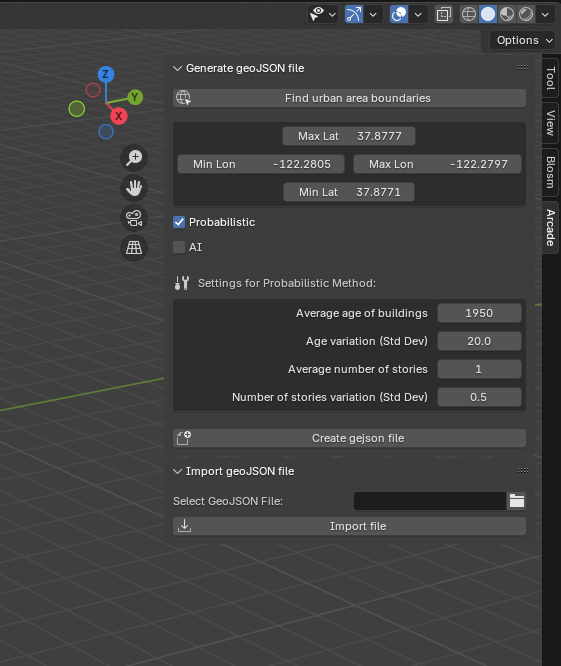 Options
Generate geoJSON file
Find urban area boundaries
Max Lat 37.8777
Min Lon -122.2805 Max Lon -122.2797
Min Lat 37.8771
Probabilistic
AI
Settings for Probabilistic Method:
Average age of buildings 1950
Age variation (Std Dev) 20.0
Average number of stories 1
Number of stories variation (Std Dev) 0.5
Create gejson file
Import geoJSON file
Select GeoJSON File:
Import file
Z
Y
X
Tool
View
Blosm
Arcade